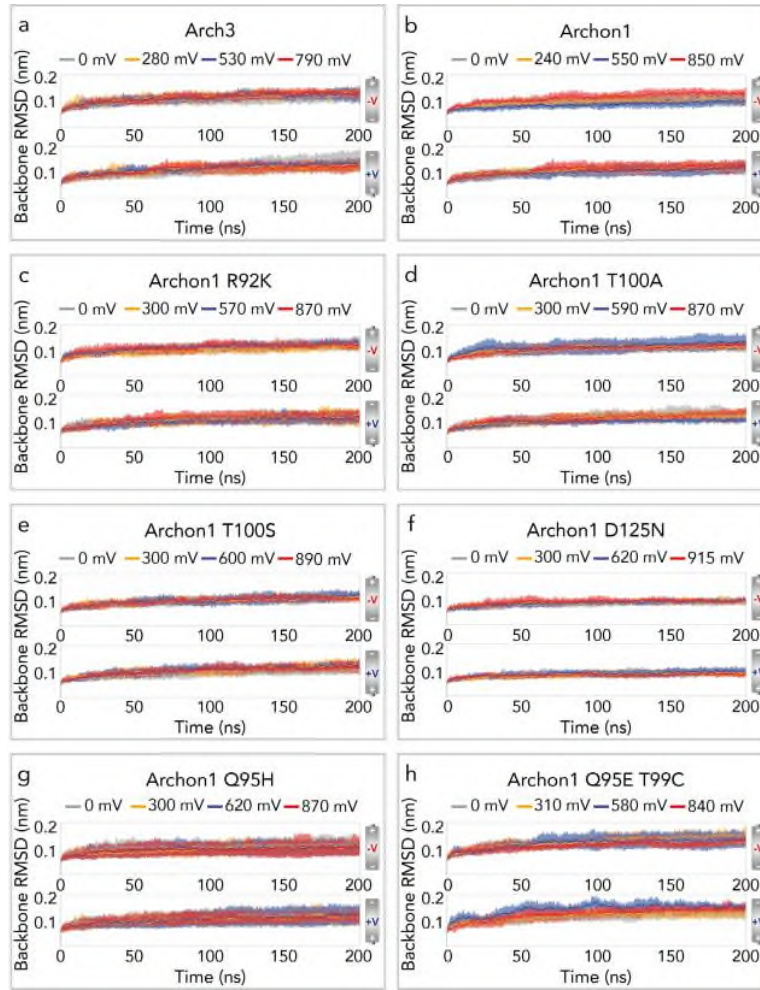 a Arch3
0 mV 280 mV 530 mV 790 mV
Backbone RMSD (nm)
0.2
0.1
0 50 100 150 200
-V
0.2
0.1
0 50 100 150 200
+V
Time (ns)
b Archon1
0 mV 240 mV 550 mV 850 mV
Backbone RMSD (nm)
0.2
0.1
0 50 100 150 200
-V
0.2
0.1
0 50 100 150 200
+V
Time (ns)
c Archon1 R92K
0 mV 300 mV 570 mV 870 mV
Backbone RMSD (nm)
0.2
0.1
0 50 100 150 200
-V
0.2
0.1
0 50 100 150 200
+V
Time (ns)
d Archon1 T100A
0 mV 300 mV 590 mV 870 mV
Backbone RMSD (nm)
0.2
0.1
0 50 100 150 200
-V
0.2
0.1
0 50 100 150 200
+V
Time (ns)
e Archon1 T100S
0 mV 300 mV 600 mV 890 mV
Backbone RMSD (nm)
0.2
0.1
0 50 100 150 200
-V
0.2
0.1
0 50 100 150 200
+V
Time (ns)
f Archon1 D125N
0 mV 300 mV 620 mV 915 mV
Backbone RMSD (nm)
0.2
0.1
0 50 100 150 200
-V
0.2
0.1
0 50 100 150 200
+V
Time (ns)
g Archon1 Q95H
0 mV 300 mV 620 mV 870 mV
Backbone RMSD (nm)
0.2
0.1
0 50 100 150 200
-V
0.2
0.1
0 50 100 150 200
+V
Time (ns)
h Archon1 Q95E T99C
0 mV 310 mV 580 mV 840 mV
Backbone RMSD (nm)
0.2
0.1
0 50 100 150 200
-V
0.2
0.1
0 50 100 150 200
+V
Time (ns)